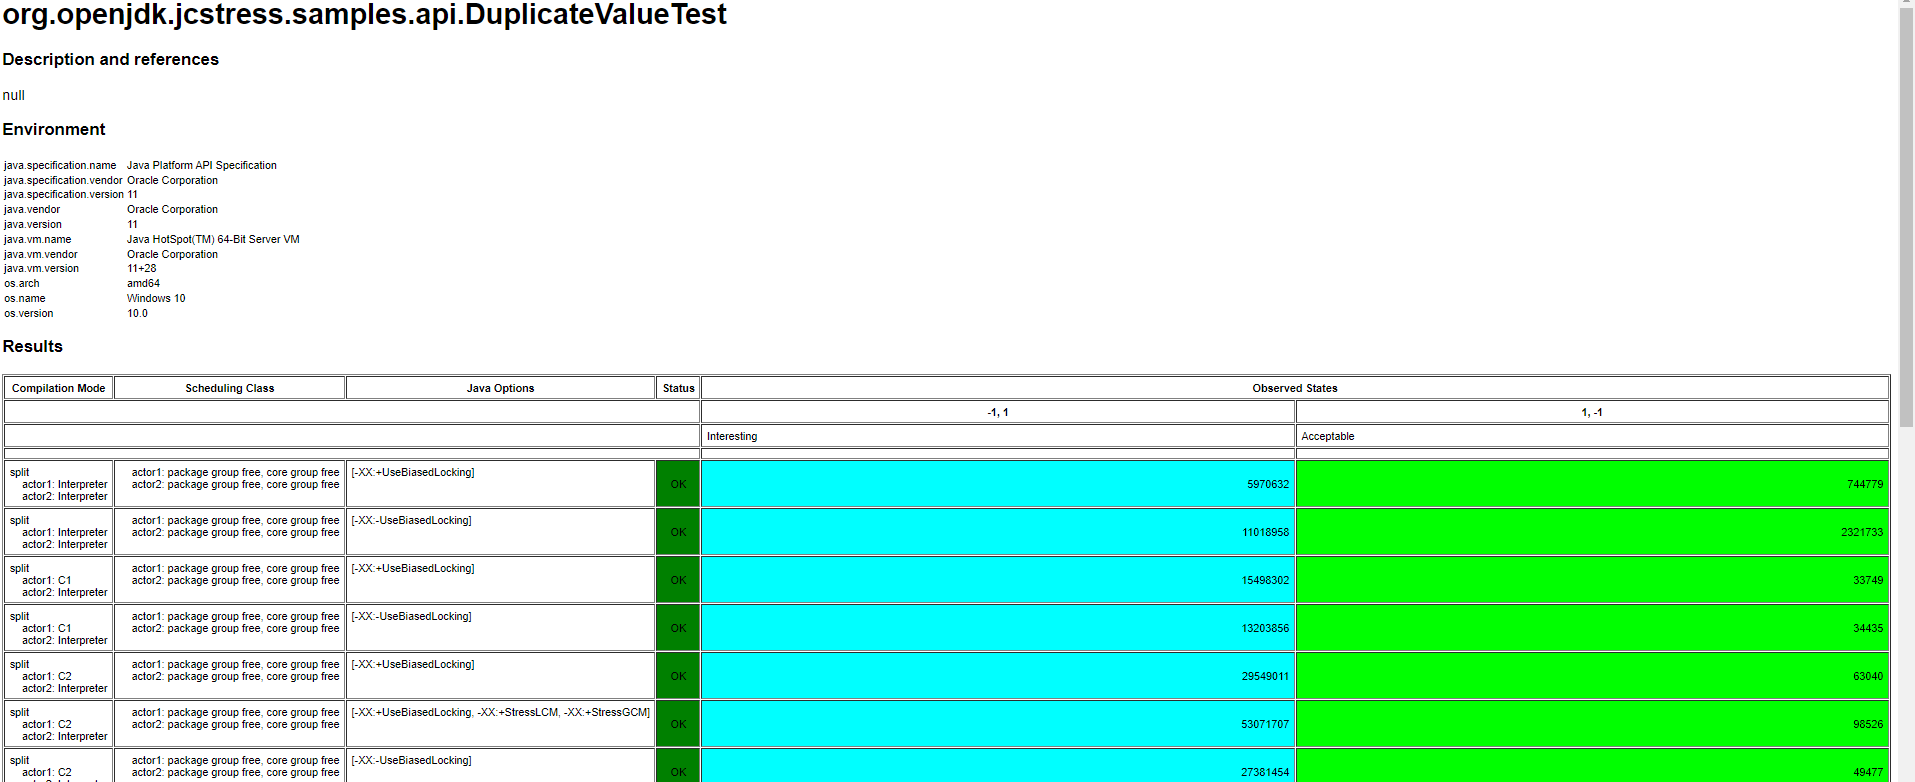 org.openjdk.jcstress.samples.api.DuplicateValueTest
Description and references
null
Environment
java.specification.name Java Platform API Specification
java.specification.vendor Oracle Corporation
java.specification.version 11
java.vendor Oracle Corporation
java.version 11
java.vm.name Java HotSpot(TM) 64-Bit Server VM
java.vm.vendor Oracle Corporation
java.vm.version 11+28
os.arch amd64
os.name Windows 10
os.version 10.0
Results
Compilation Mode Scheduling Class Java Options Status Observed States
-1, 1 1, -1
Interesting Acceptable
split actor1: package group free, core group free [-XX:+UseBiasedLocking]
actor1: Interpreter actor2: package group free, core group free OK 5970632 744779
actor2: Interpreter
split actor1: package group free, core group free [-XX:-UseBiasedLocking]
actor1: Interpreter actor2: package group free, core group free OK 11018958 2321733
actor2: Interpreter
split actor1: package group free, core group free [-XX:+UseBiasedLocking]
actor1: C1 actor2: package group free, core group free OK 15498302 33749
actor2: Interpreter
split actor1: package group free, core group free [-XX:-UseBiasedLocking]
actor1: C1 actor2: package group free, core group free OK 13203856 34435
actor2: Interpreter
split actor1: package group free, core group free [-XX:+UseBiasedLocking]
actor1: C2 actor2: package group free, core group free OK 29549011 63040
actor2: Interpreter
split actor1: package group free, core group free [-XX:+UseBiasedLocking, -XX:+StressLCM, -XX:+StressGCM]
actor1: C2 actor2: package group free, core group free OK 53071707 98526
actor2: Interpreter
split actor1: package group free, core group free [-XX:-UseBiasedLocking]
actor1: C2 actor2: package group free, core group free OK 27381454 49477